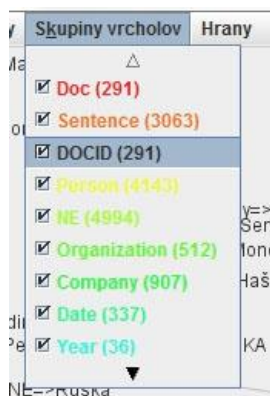 Skupiny vrcholov Hrany
Doc (291)
Sentence (3063)
DOCID (291)
Person (4143)
y=>
NE (4994)
Organization (512)
Company (907)
Date (337)
Year (36)
KA
NE=>Ruska